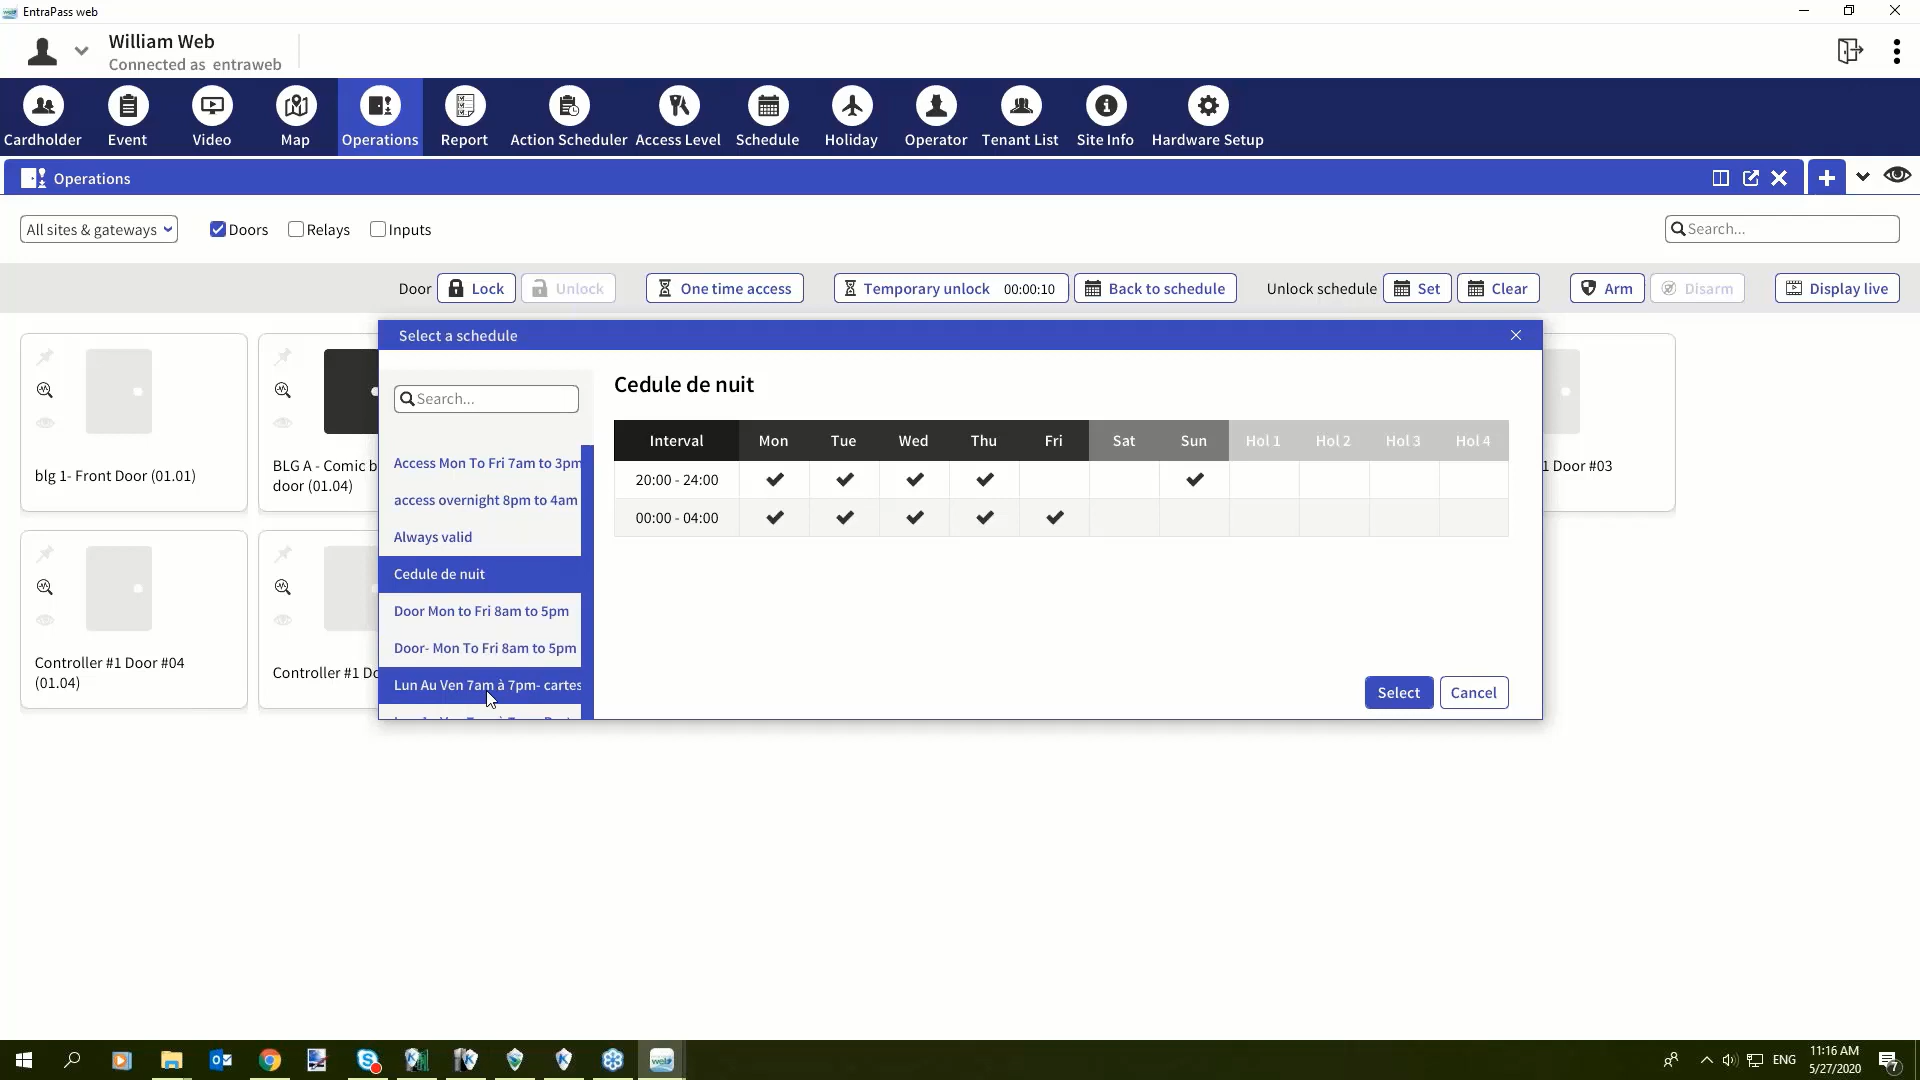 EntraPass web
William Web
Connected as entraweb
Cardholder
Event
Video
Map
Operations
Report
Action Scheduler
Access Level
Schedule
Holiday
Operator
Tenant List
Site Info
Hardware Setup
Operations
All sites & gateways
Doors
Relays
Inputs
Search...
Door
Lock
Unlock
One time access
Temporary unlock 00:00:10
Back to schedule
Unlock schedule
Set
Clear
Arm
Disarm
Display live
blg 1- Front Door (01.01)
BLG A - Comic b
door (01.04)
1 Door #03
Controller #1 Door #04
(01.04)
Controller #1 Do
Select a schedule
Search...
Access Mon To Fri 7am to 3pm
access overnight 8pm to 4am
Always valid
Cedule de nuit
Door Mon to Fri 8am to 5pm
Door- Mon To Fri 8am to 5pm
Lun Au Ven 7am à 7pm- cartes
Cedule de nuit
Interval Mon Tue Wed Thu Fri Sat Sun Hol 1 Hol 2 Hol 3 Hol 4
20:00 - 24:00
00:00 - 04:00
Select
Cancel
ENG
11:16 AM
5/27/2020
7